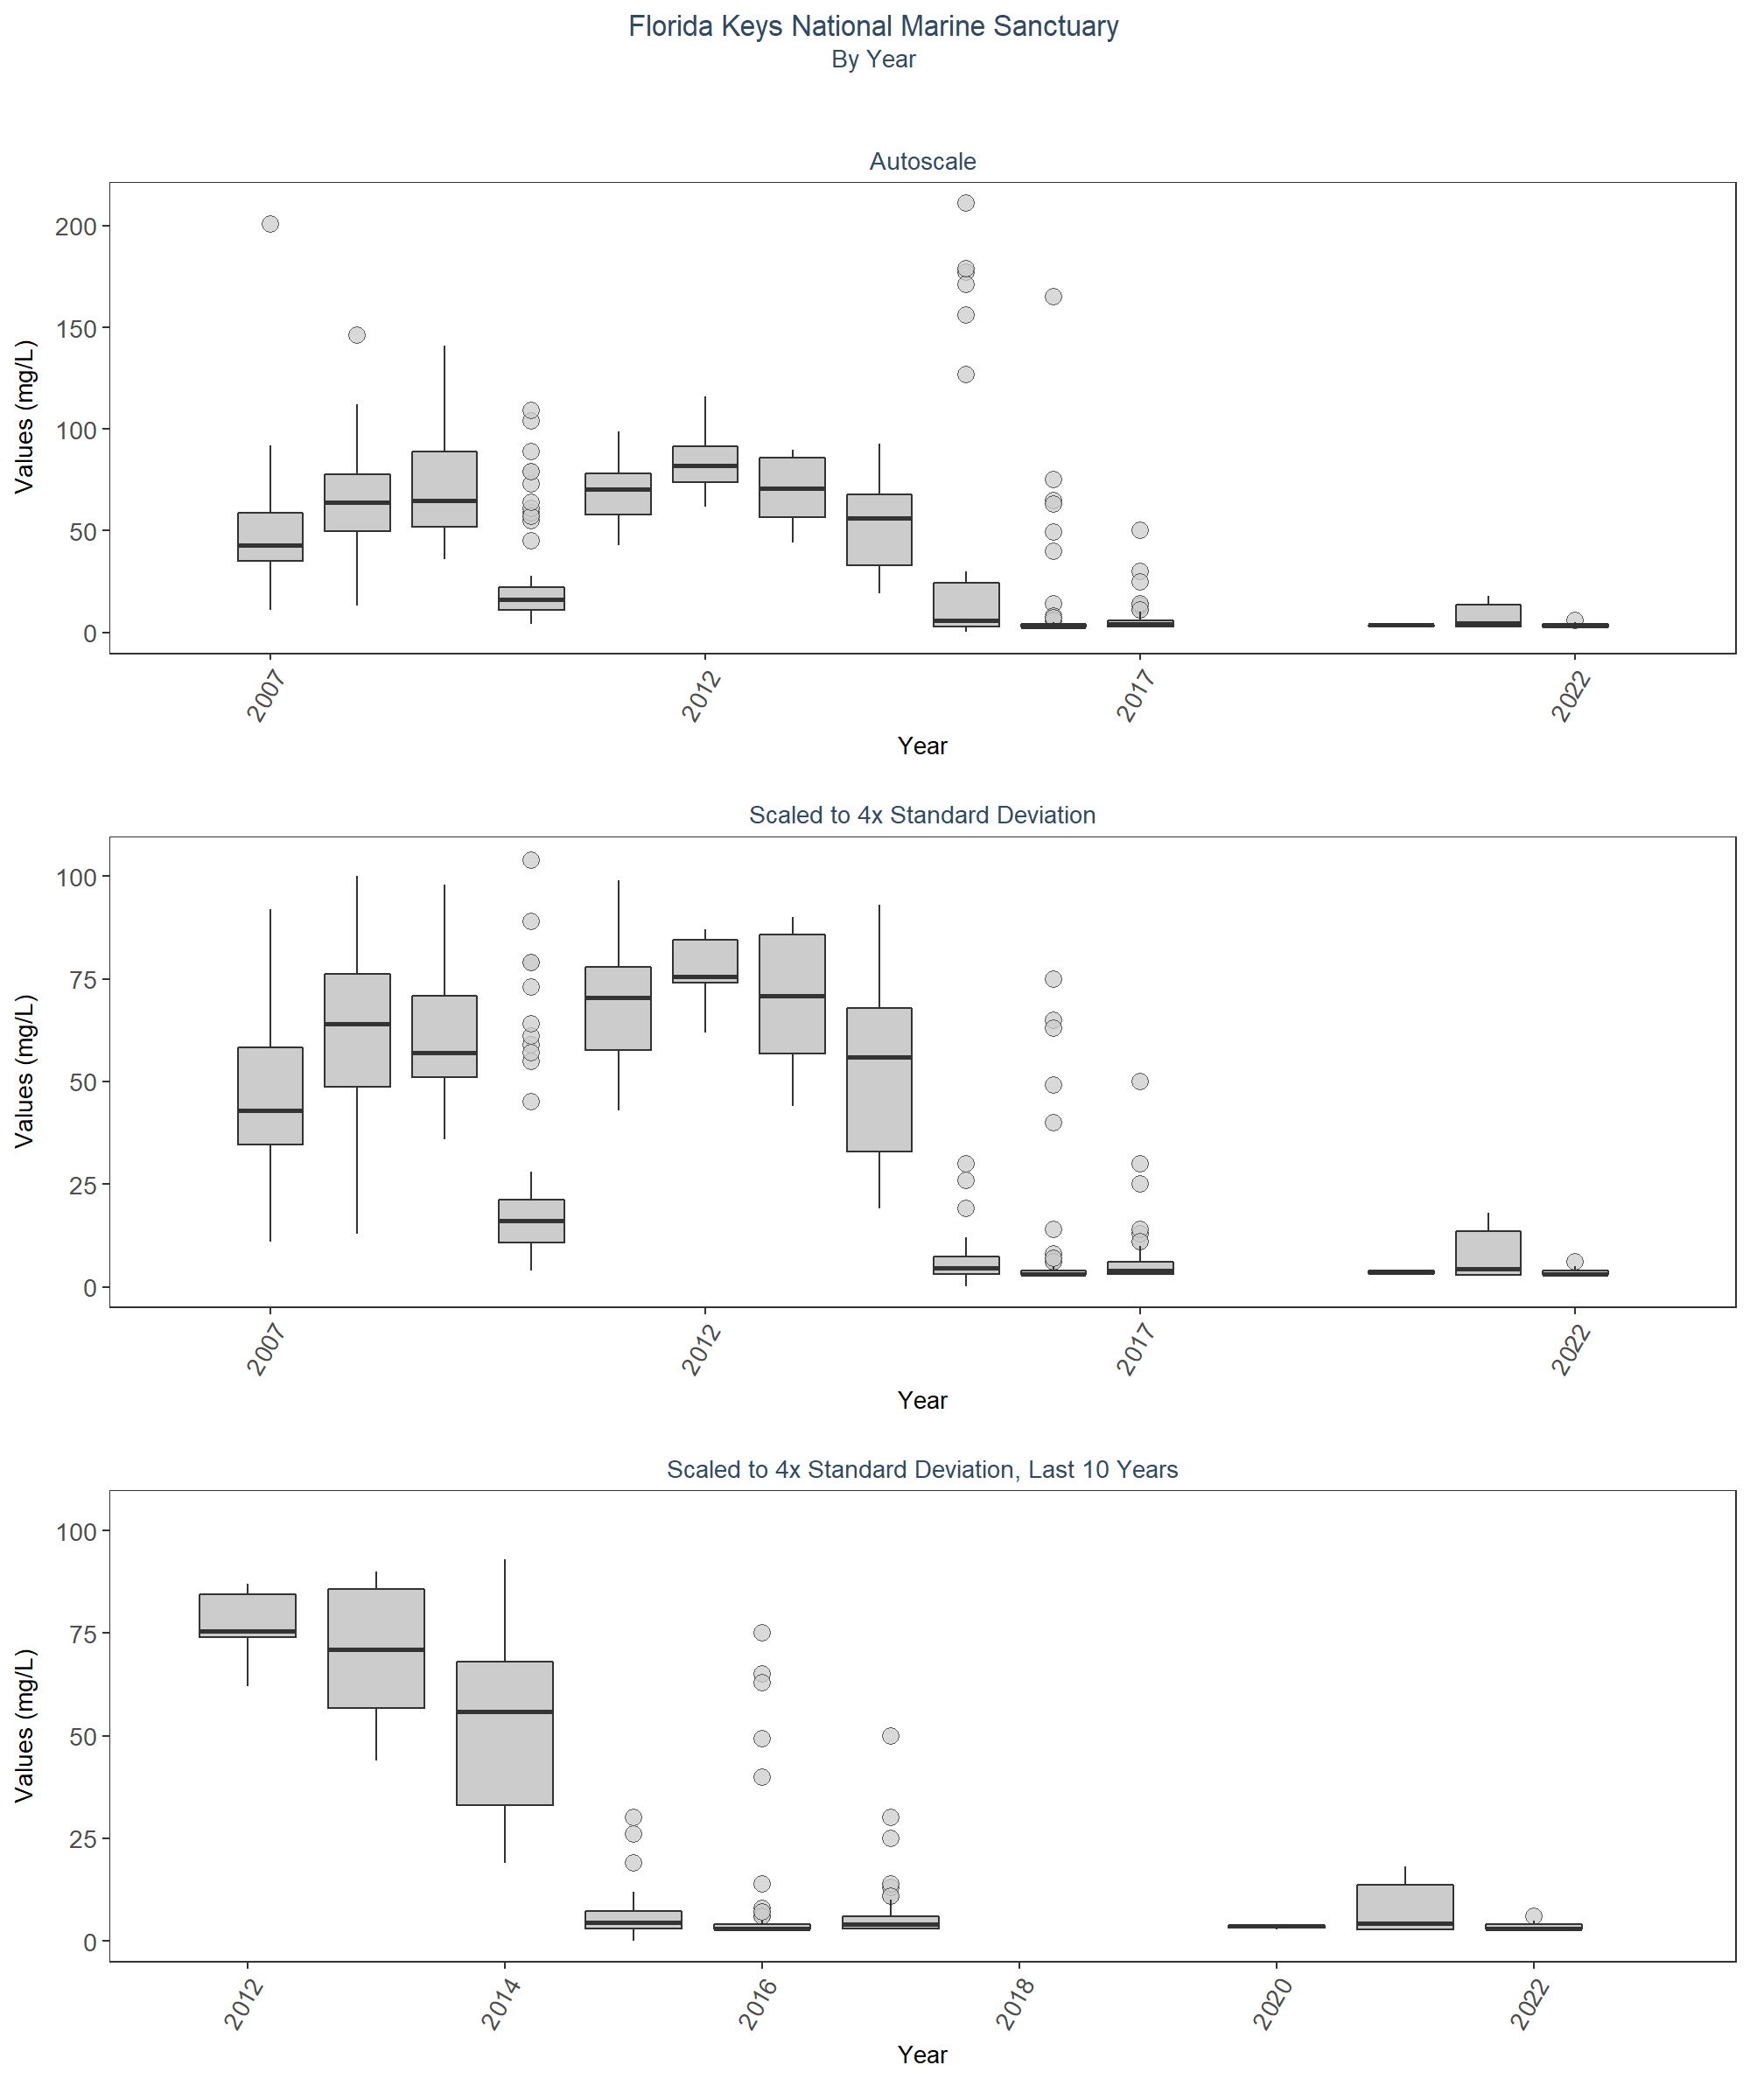 Florida Keys National Marine Sanctuary
By Year
Autoscale
Values (mg/L)
200
150
100
50
0
2007
2012
2017
2022
Year
Scaled to 4x Standard Deviation
Values (mg/L)
100
75
50
25
0
2007
2012
2017
2022
Year
Scaled to 4x Standard Deviation, Last 10 Years
Values (mg/L)
100
75
50
25
0
2012
2014
2016
2018
2020
2022
Year